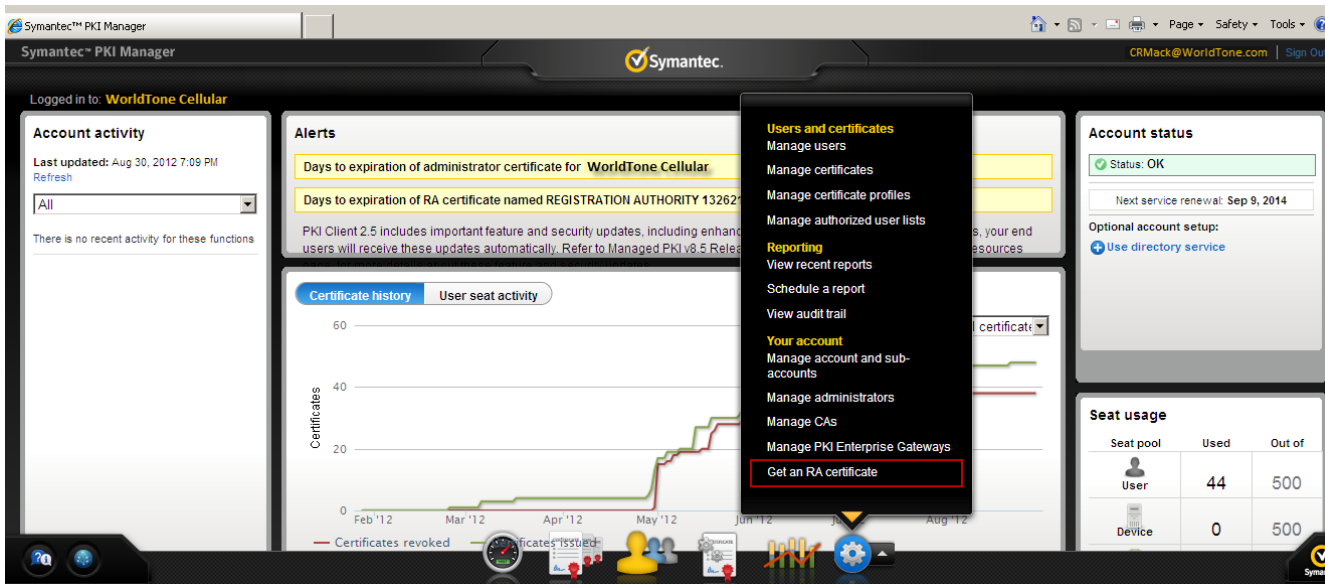 Symantec™ PKI Manager
Page
Safety
Tools
Symantec™ PKI Manager
Symantec.
CRMack@WorldTone.com | Sign Out
Logged in to: WorldTone Cellular
Account activity
Last updated: Aug 30, 2012 7:09 PM
Refresh
All
There is no recent activity for these functions
Alerts
Days to expiration of administrator certificate for WorldTone Cellular
Days to expiration of RA certificate named REGISTRATION AUTHORITY 13262
PKI Client 2.5 includes important feature and security updates, including enhanc
s, your end
users will receive these updates automatically. Refer to Managed PKI v8.5 Relea
esources
Certificate history
User seat activity
l certificate
Certificates
60
40
20
0
Feb '12
Mar '12
Apr '12
May '12
Jun '12
Aug '12
Certificates revoked
Certificates issued
Users and certificates
Manage users
Manage certificates
Manage certificate profiles
Manage authorized user lists
Reporting
View recent reports
Schedule a report
View audit trail
Your account
Manage account and sub-
accounts
Manage administrators
Manage CAs
Manage PKI Enterprise Gateways
Get an RA certificate
Account status
Status: OK
Next service renewal: Sep 9, 2014
Optional account
setup:
Use directory service
Seat usage
Seat pool
Used
Out of
User
44
500
Device
0
500
Syma